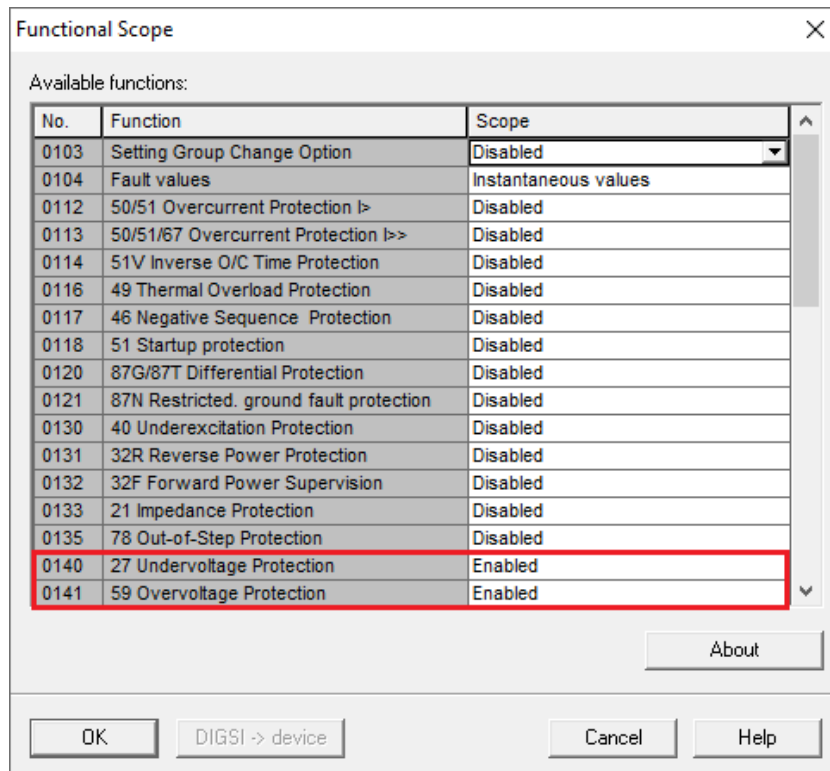 Functional Scope
Available functions:
No. Function Scope
0103 Setting Group Change Option Disabled
0104 Fault values Instantaneous values
0112 50/51 Overcurrent Protection I> Disabled
0113 50/51/67 Overcurrent Protection I>> Disabled
0114 51V Inverse O/C Time Protection Disabled
0116 49 Thermal Overload Protection Disabled
0117 46 Negative Sequence  Protection Disabled
0118 51 Startup protection Disabled
0120 87G/87T Differential Protection Disabled
0121 87N Restricted. ground fault protection Disabled
0130 40 Underexcitation Protection Disabled
0131 32R Reverse Power Protection Disabled
0132 32F Forward Power Supervision Disabled
0133 21 Impedance Protection Disabled
0135 78 Out-of-Step Protection Disabled
0140 27 Undervoltage Protection Enabled
0141 59 Overvoltage Protection Enabled
About
OK DIGSI -> device Cancel Help